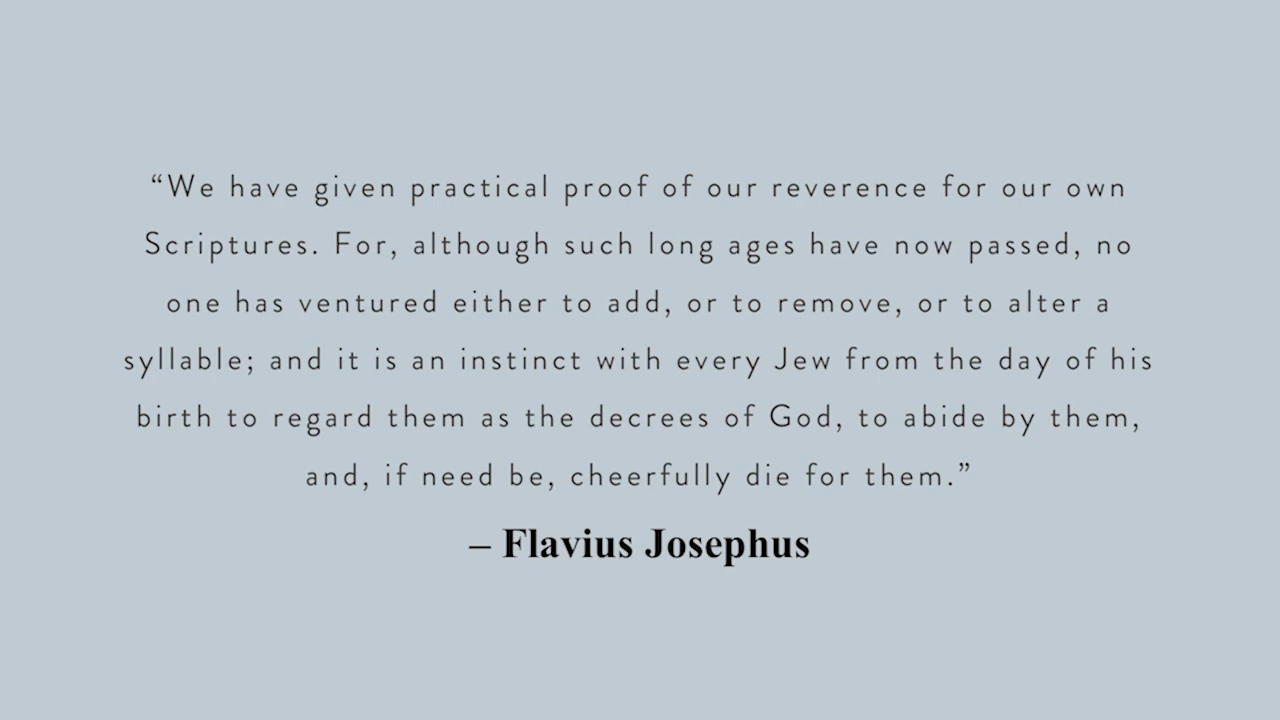 “We have given practical proof of our reverence for our own
Scriptures. For, although such long ages have now passed, no
one has ventured either to add, or to remove, or to alter a
syllable; and it is an instinct with every Jew from the day of his
birth to regard them as the decrees of God, to abide by them,
and, if need be, cheerfully die for them.”
– Flavius Josephus